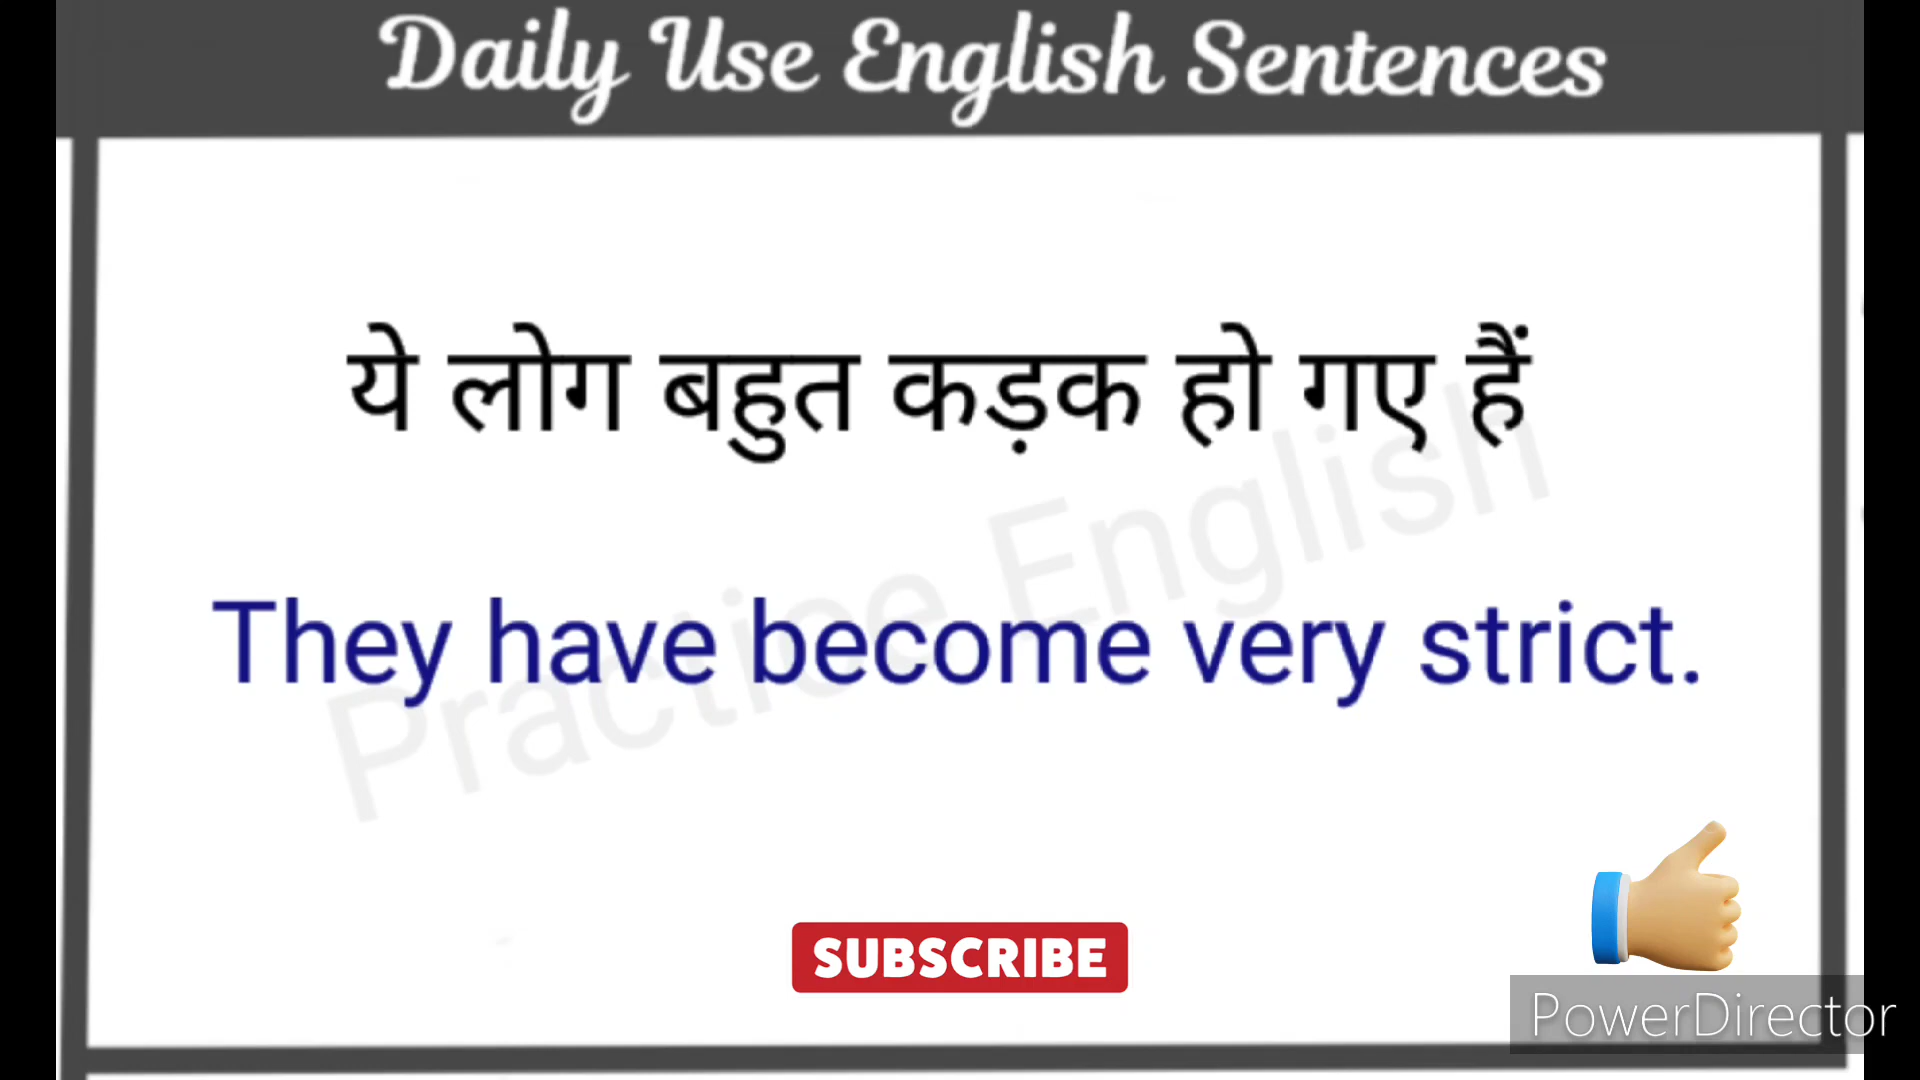 Daily Use English Sentences
ये लोग बहुत कड़क हो गए हैं
They have become very strict.
Practice English
SUBSCRIBE
PowerDirector